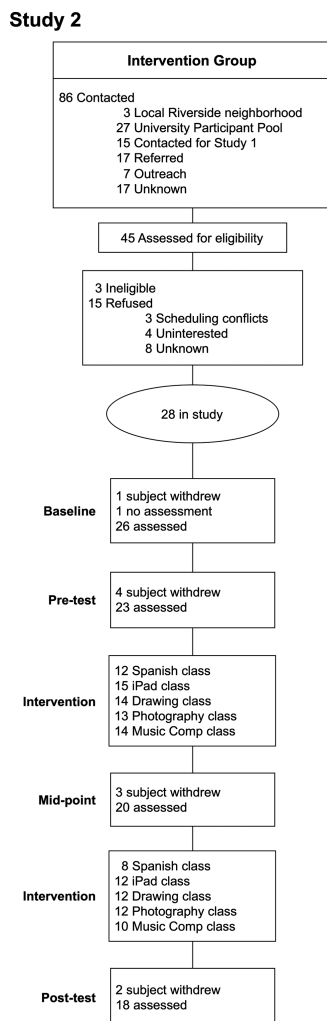 Study 2
Intervention Group
86 Contacted
3 Local Riverside neighborhood
27 University Participant Pool
15 Contacted for Study 1
17 Referred
7 Outreach
17 Unknown
45 Assessed for eligibility
3 Ineligible
15 Refused
3 Scheduling conflicts
4 Uninterested
8 Unknown
28 in study
Baseline
1 subject withdrew
1 no assessment
26 assessed
Pre-test
4 subject withdrew
23 assessed
Intervention
12 Spanish class
15 iPad class
14 Drawing class
13 Photography class
14 Music Comp class
Mid-point
3 subject withdrew
20 assessed
Intervention
8 Spanish class
12 iPad class
12 Drawing class
12 Photography class
10 Music Comp class
Post-test
2 subject withdrew
18 assessed